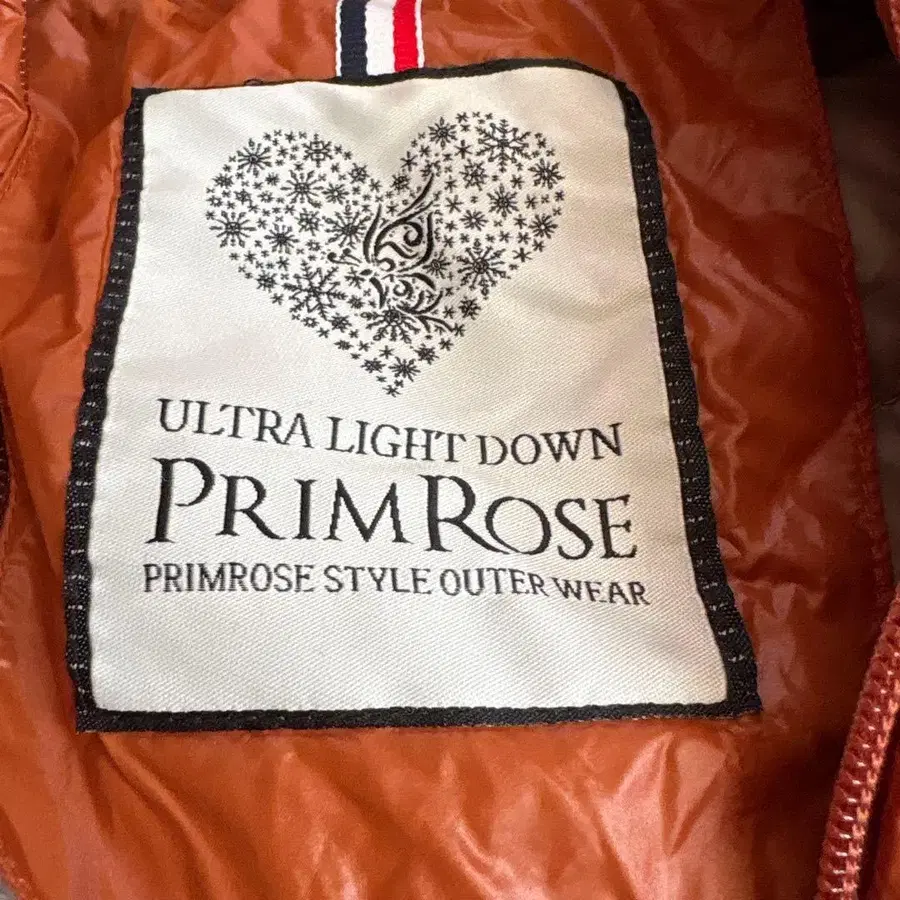 ULTRA LIGHT DOWN
PRIMROSE
PRIMROSE STYLE OUTER WEAR